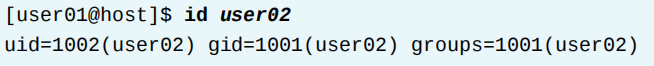 [user01@host]$ id user02
uid=1002(user02) gid=1001(user02) groups=1001(user02)